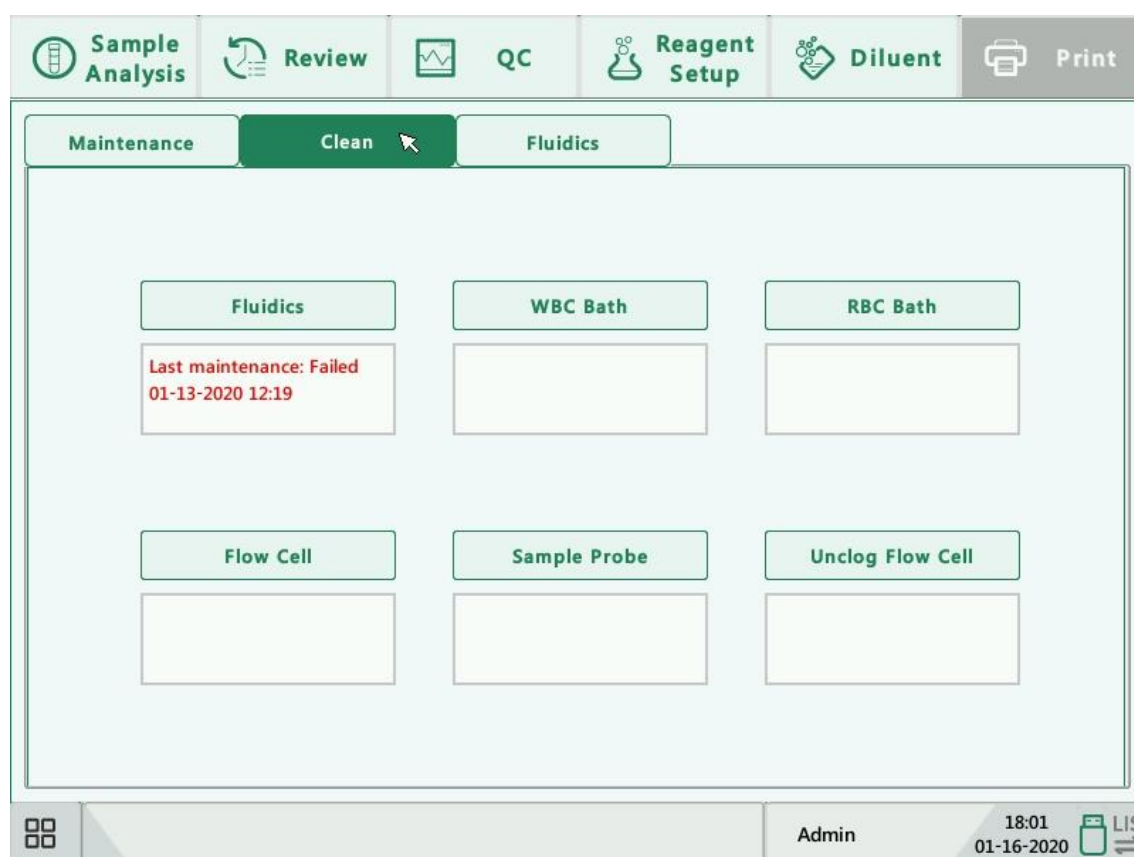 Sample
Analysis
Review
QC
Reagent
Setup
Diluent
Print
Maintenance
Clean
Fluidics
Fluidics
WBC Bath
RBC Bath
Last maintenance: Failed
01-13-2020 12:19
Flow Cell
Sample Probe
Unclog Flow Cell
Admin
18:01
01-16-2020
LIS